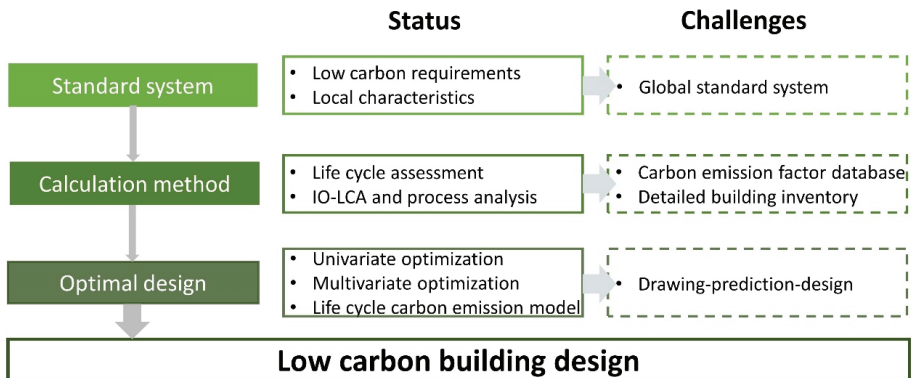 Status
Challenges
Standard system
• Low carbon requirements
• Local characteristics
• Global standard system
Calculation method
• Life cycle assessment
• IO-LCA and process analysis
• Carbon emission factor database
• Detailed building inventory
Optimal design
• Univariate optimization
• Multivariate optimization
• Life cycle carbon emission model
• Drawing-prediction-design
Low carbon building design